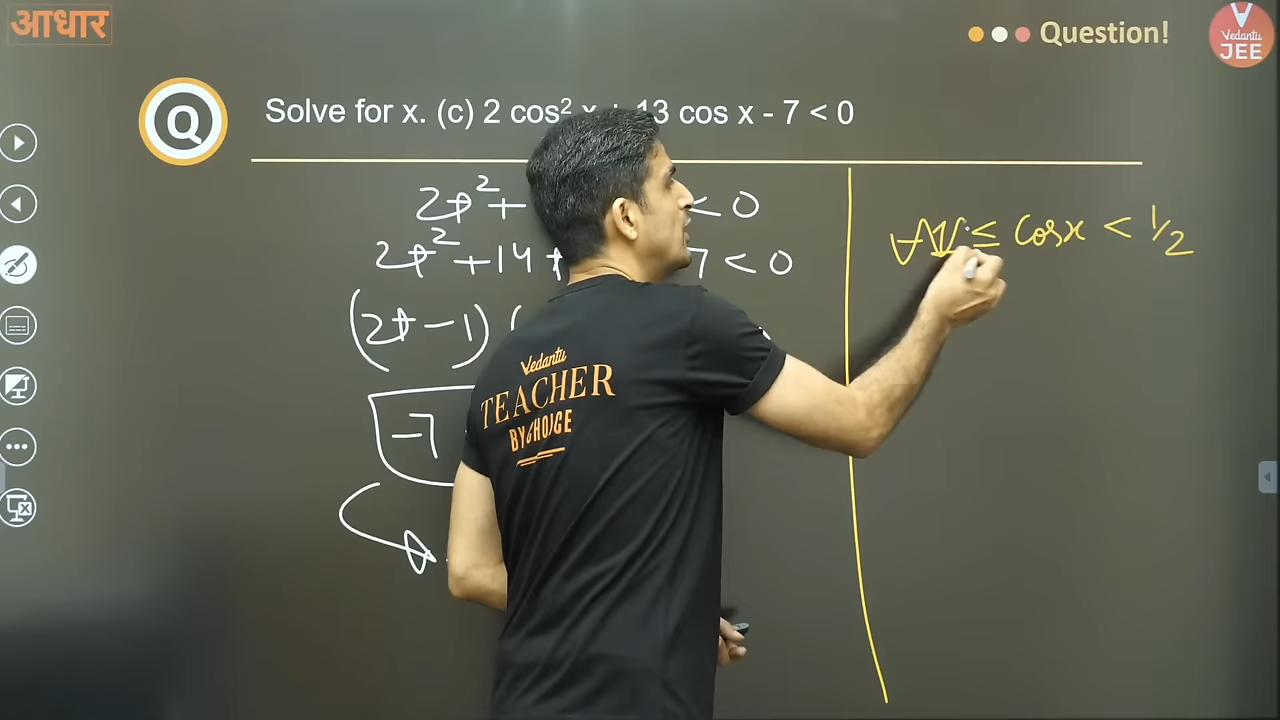 आधार
Question!
Vedantu
JEE
Q
Solve for x. (c) 2 cos² x + 13 cos x - 7 < 0
2t² + < 0
2t² + 14t 7 < 0
(2t - 1) (
-7
≤ cos x < 1/2
Vedantu
TEACHER
BY CHOICE